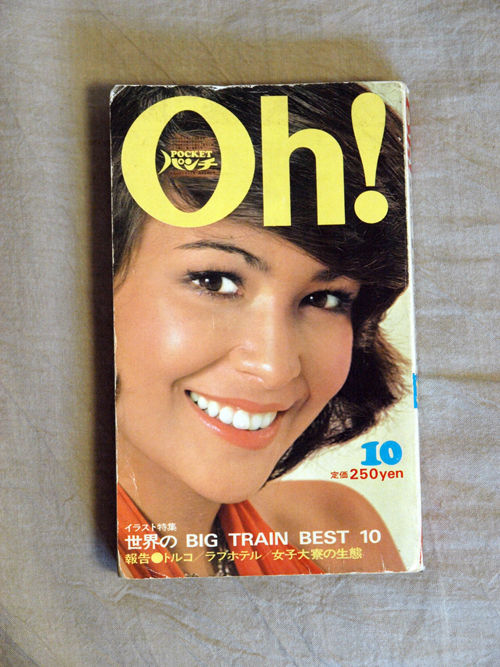 Oh!
POCKET
パンチ
10
定価250yen
イラスト特集
世界の BIG TRAIN BEST 10
報告●トルコ/ラブホテル/女子大寮の生態